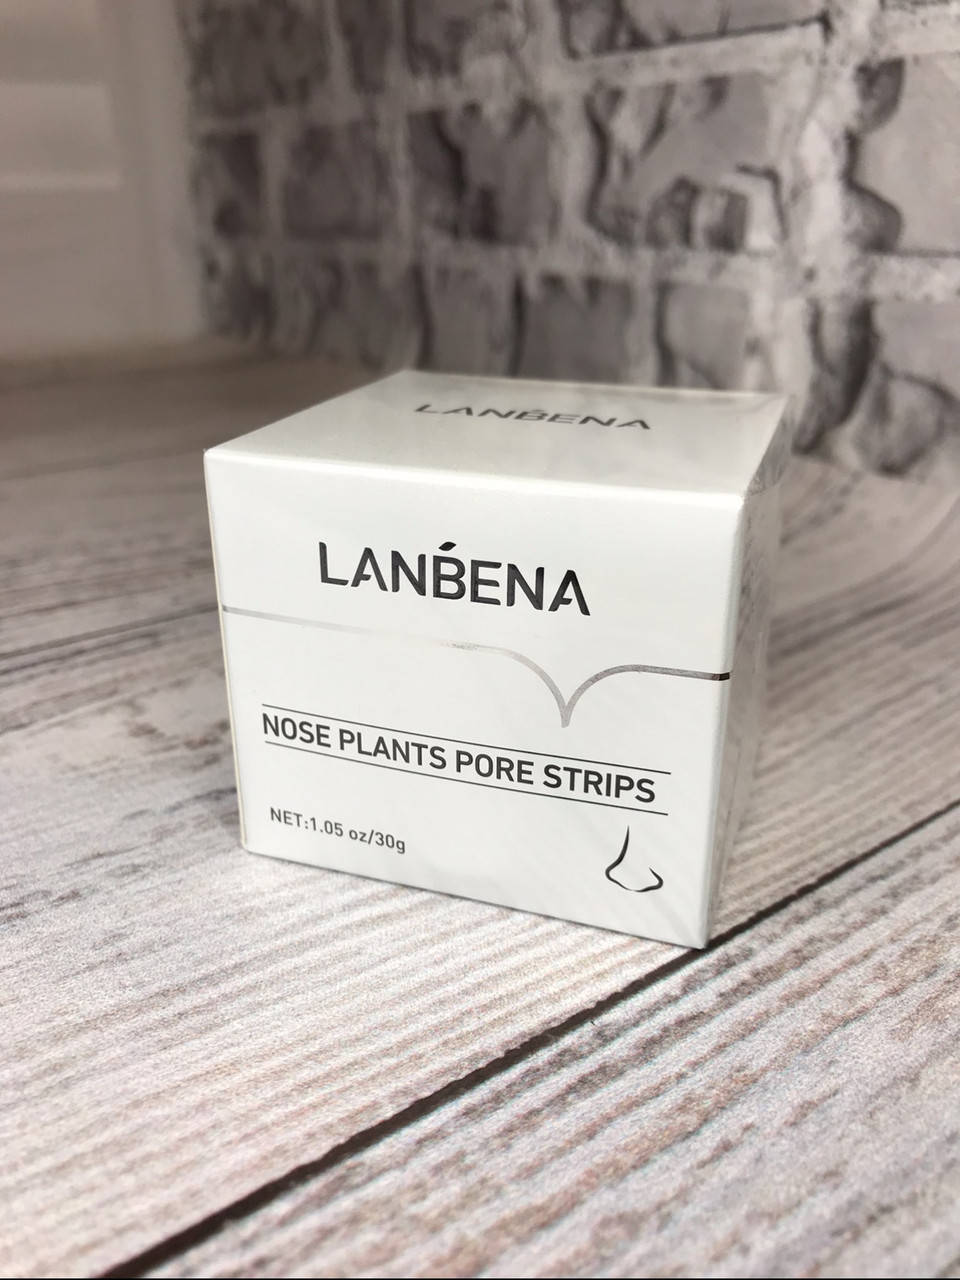 LANBENA
LANBENA
NOSE PLANTS PORE STRIPS
NET:1.05 oz/30g